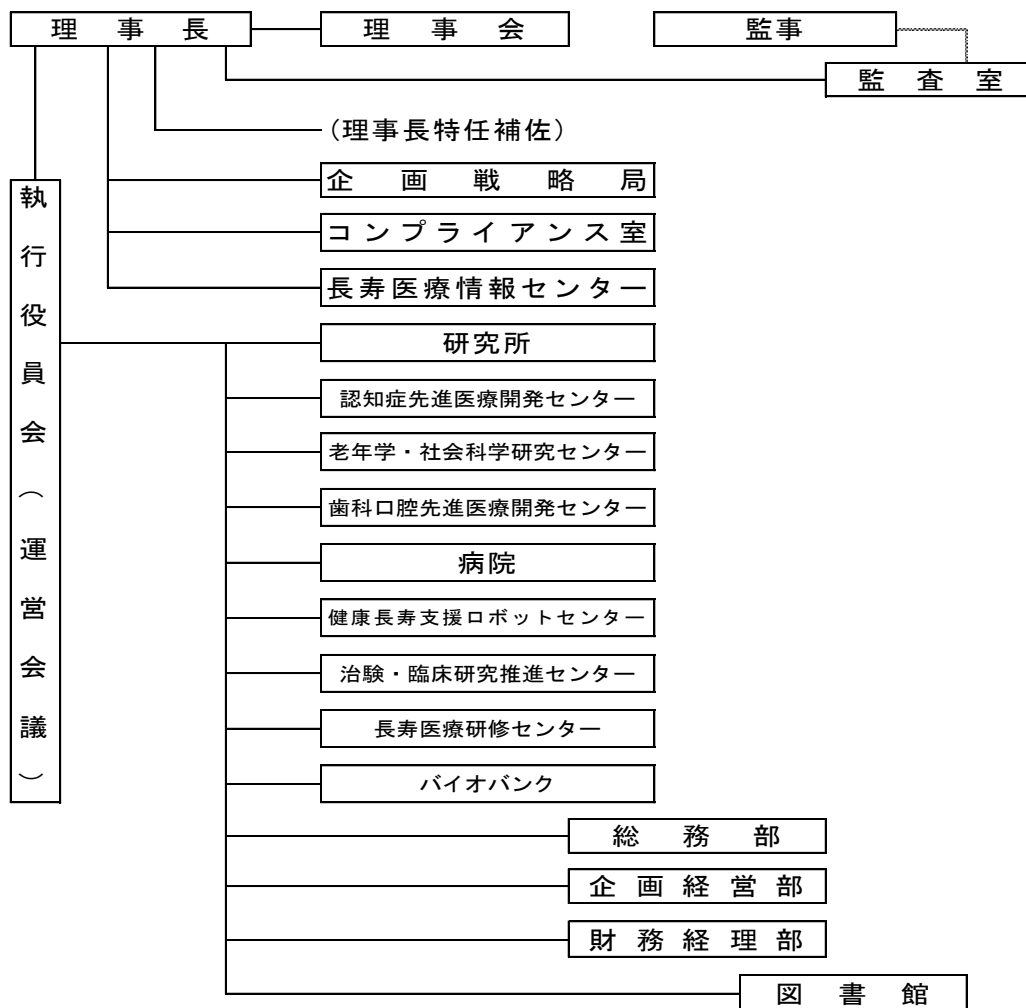 理事長
理事会
監事
監査室
(理事長特任補佐)
企画戦略局
コンプライアンス室
長寿医療情報センター
執行役員会(運営会議)
研究所
認知症先進医療開発センター
老年学・社会科学研究センター
歯科口腔先進医療開発センター
病院
健康長寿支援ロボットセンター
治験・臨床研究推進センター
長寿医療研修センター
バイオバンク
総務部
企画経営部
財務経理部
図書館